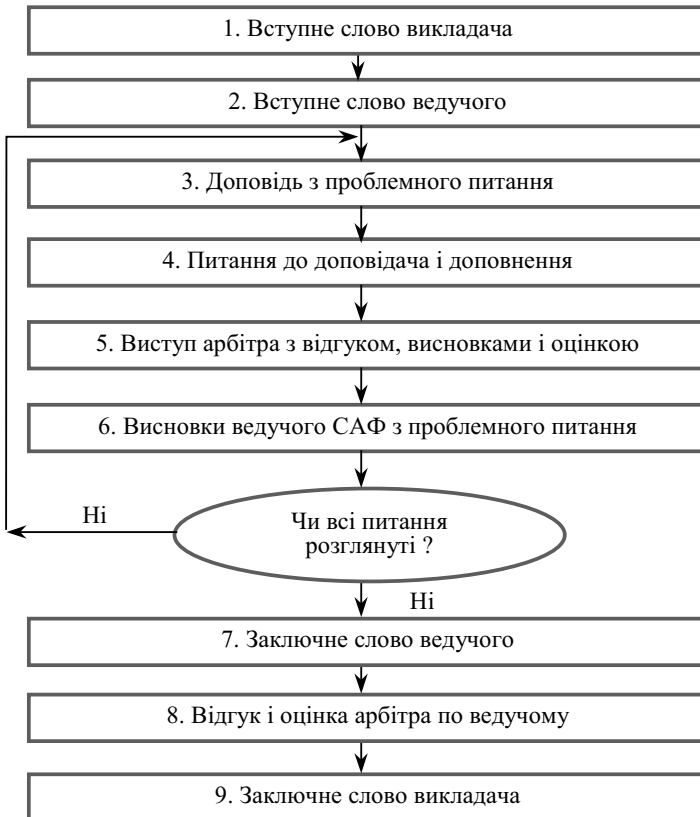 1. Вступне слово викладача
2. Вступне слово ведучого
3. Доповідь з проблемного питання
4. Питання до доповідача і доповнення
5. Виступ арбітра з відгуком, висновками і оцінкою
6. Висновки ведучого САФ з проблемного питання
Ні
Чи всі питання
розглянуті ?
Ні
7. Заключне слово ведучого
8. Відгук і оцінка арбітра по ведучому
9. Заключне слово викладача